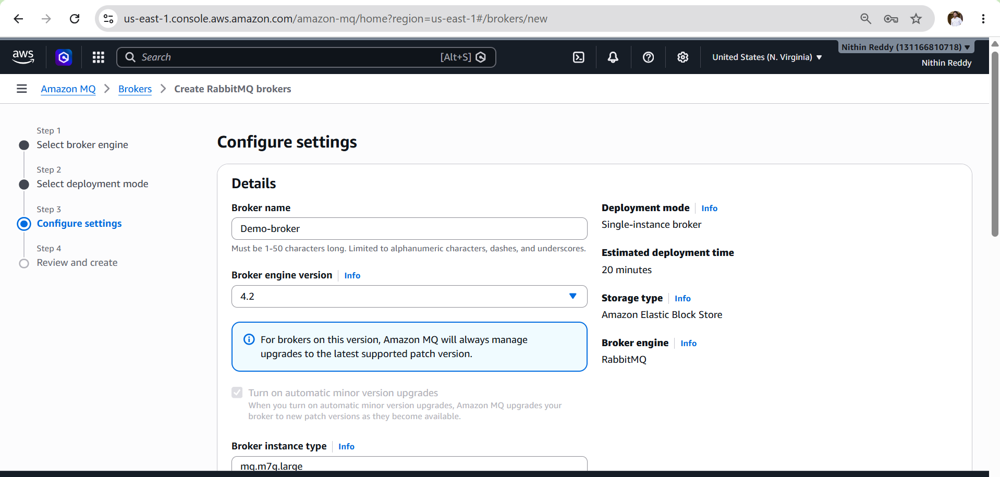 us-east-1.console.aws.amazon.com/amazon-mq/home?region=us-east-1#/brokers/new
aws
Search
[Alt+S]
United States (N. Virginia)
Nithin Reddy (131166810718)
Nithin Reddy
Amazon MQ
Brokers
Create RabbitMQ brokers
Step 1
Select broker engine
Step 2
Select deployment mode
Step 3
Configure settings
Step 4
Review and create
Configure settings
Details
Broker name
Demo-broker
Must be 1-50 characters long. Limited to alphanumeric characters, dashes, and underscores.
Broker engine version Info
4.2
For brokers on this version, Amazon MQ will always manage
upgrades to the latest supported patch version.
Turn on automatic minor version upgrades
When you turn on automatic minor version upgrades, Amazon MQ upgrades your
broker to new patch versions as they become available.
Broker instance type Info
mq.m7g.large
Deployment mode Info
Single-instance broker
Estimated deployment time
20 minutes
Storage type Info
Amazon Elastic Block Store
Broker engine Info
RabbitMQ